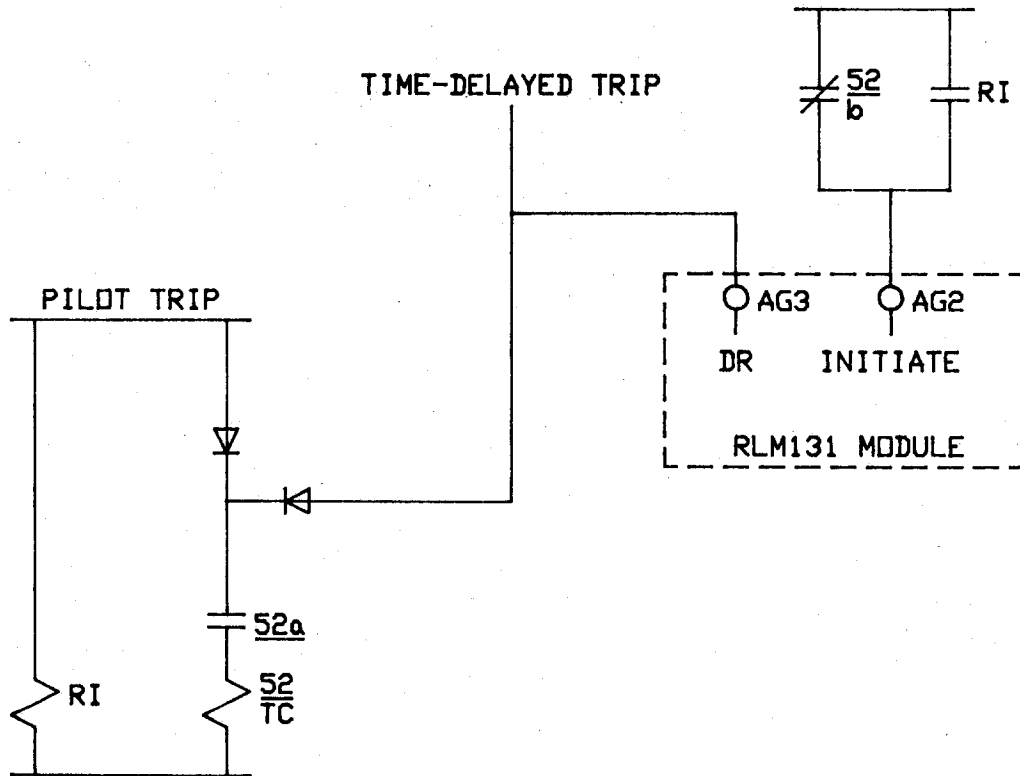 TIME-DELAYED TRIP
52
b
RI
PILOT TRIP
AG3
AG2
DR
INITIATE
RLM131 MODULE
52a
RI
52
TC